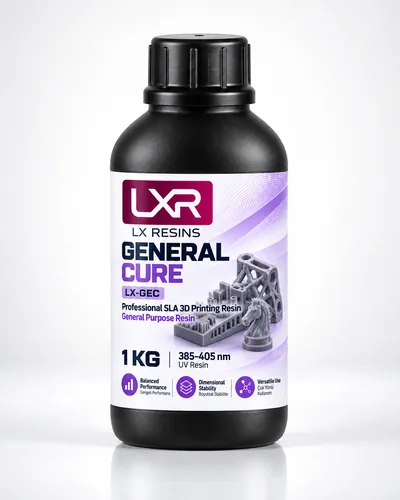 LXR
LX RESINS
GENERAL
CURE
LX-GEC
Professional SLA 3D Printing Resin
General Purpose Resin
1 KG
385–405 nm
UV Resin
Balanced
Performance
Dengeli Performans
Dimensional
Stability
Boyutsal Stabilite
Versatile Use
Çok Yönlü
Kullanım